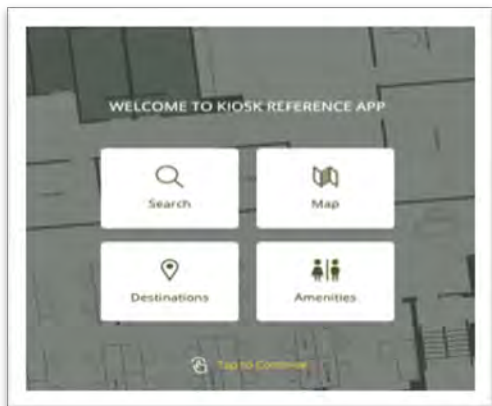 WELCOME TO KIOSK REFERENCE APP
Search
Map
Destinations
Amenities
Tap to Continue